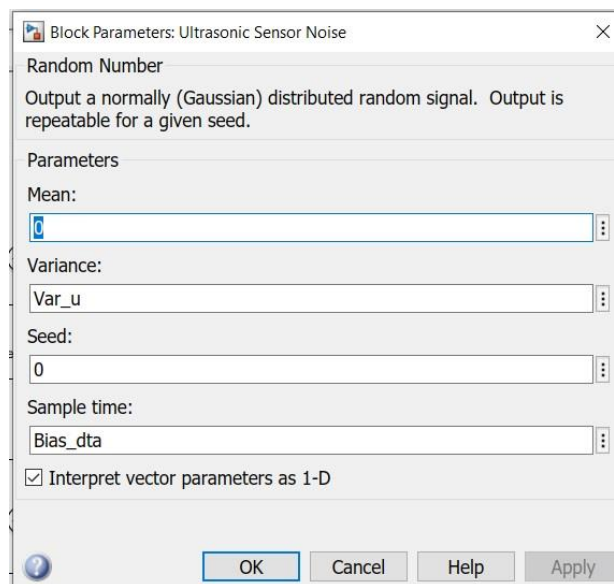 Block Parameters: Ultrasonic Sensor Noise
Random Number
Output a normally (Gaussian) distributed random signal.  Output is
repeatable for a given seed.
Parameters
Mean:
0
Variance:
Var_u
Seed:
0
Sample time:
Bias_dta
Interpret vector parameters as 1-D
OK
Cancel
Help
Apply